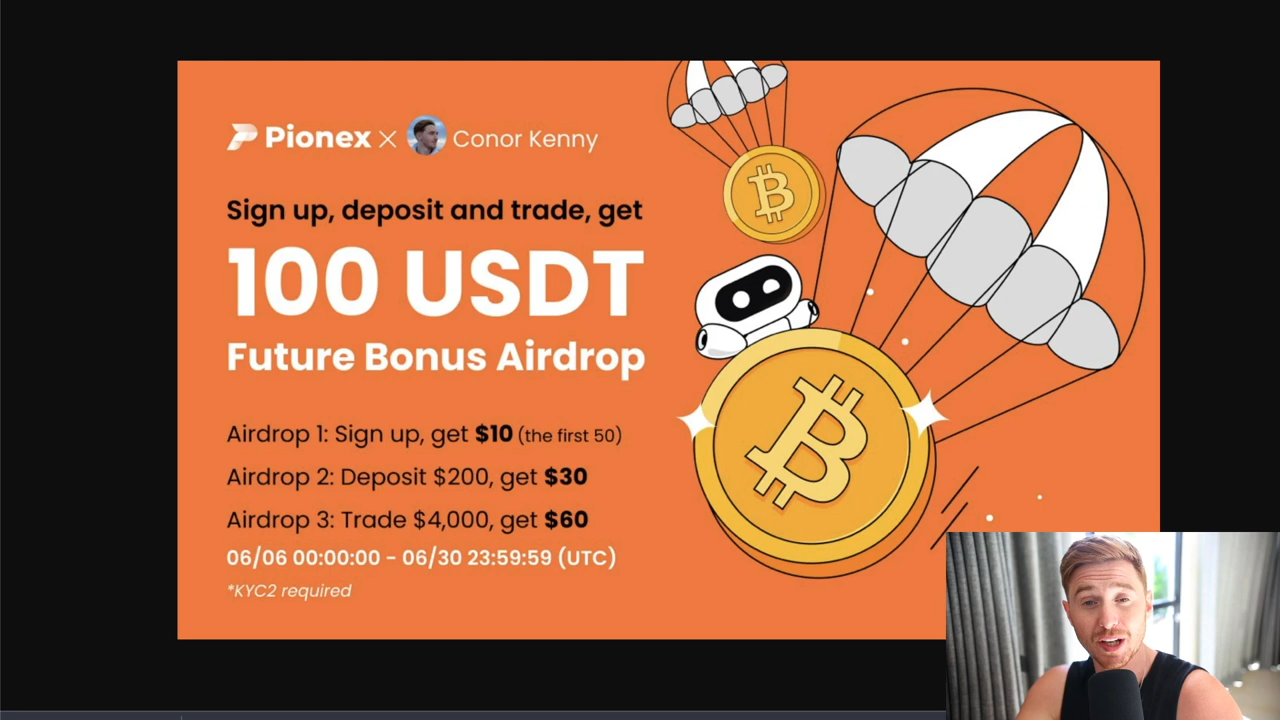 Pionex × Conor Kenny
Sign up, deposit and trade, get
100 USDT
Future Bonus Airdrop
Airdrop 1: Sign up, get $10 (the first 50)
Airdrop 2: Deposit $200, get $30
Airdrop 3: Trade $4,000, get $60
06/06 00:00:00 - 06/30 23:59:59 (UTC)
*KYC2 required